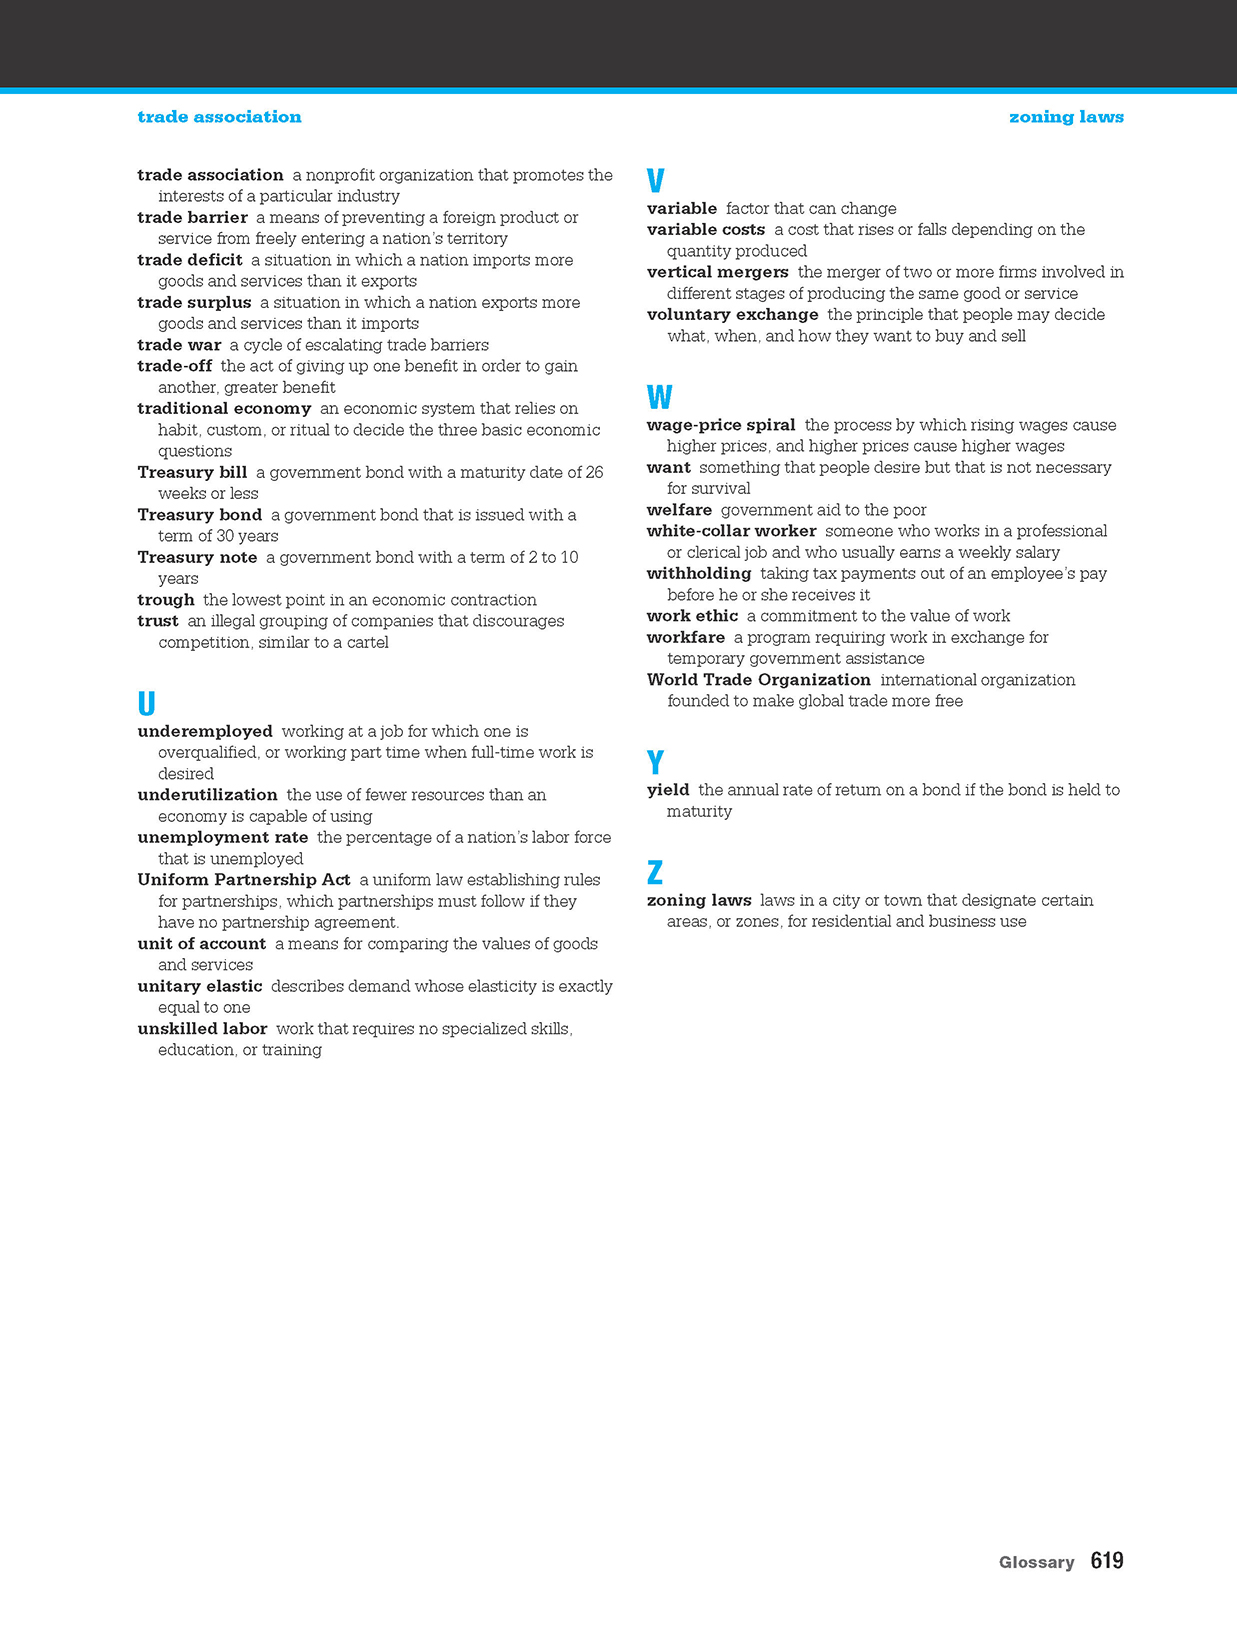 trade association
zoning laws
trade association a nonprofit organization that promotes the
interests of a particular industry
trade barrier a means of preventing a foreign product or
service from freely entering a nation's territory
trade deficit a situation in which a nation imports more
goods and services than it exports
trade surplus a situation in which a nation exports more
goods and services than it imports
trade war a cycle of escalating trade barriers
trade-off the act of giving up one benefit in order to gain
another, greater benefit
traditional economy an economic system that relies on
habit, custom, or ritual to decide the three basic economic
questions
Treasury bill a government bond with a maturity date of 26
weeks or less
Treasury bond a government bond that is issued with a
term of 30 years
Treasury note a government bond with a term of 2 to 10
years
trough the lowest point in an economic contraction
trust an illegal grouping of companies that discourages
competition, similar to a cartel
U
underemployed working at a job for which one is
overqualified, or working part time when full-time work is
desired
underutilization the use of fewer resources than an
economy is capable of using
unemployment rate the percentage of a nation's labor force
that is unemployed
Uniform Partnership Act a uniform law establishing rules
for partnerships, which partnerships must follow if they
have no partnership agreement.
unit of account a means for comparing the values of goods
and services
unitary elastic describes demand whose elasticity is exactly
equal to one
unskilled labor work that requires no specialized skills,
education, or training
V
variable factor that can change
variable costs a cost that rises or falls depending on the
quantity produced
vertical mergers the merger of two or more firms involved in
different stages of producing the same good or service
voluntary exchange the principle that people may decide
what, when, and how they want to buy and sell
W
wage-price spiral the process by which rising wages cause
higher prices, and higher prices cause higher wages
want something that people desire but that is not necessary
for survival
welfare government aid to the poor
white-collar worker someone who works in a professional
or clerical job and who usually earns a weekly salary
withholding taking tax payments out of an employee's pay
before he or she receives it
work ethic a commitment to the value of work
workfare a program requiring work in exchange for
temporary government assistance
World Trade Organization international organization
founded to make global trade more free
Y
yield the annual rate of return on a bond if the bond is held to
maturity
Z
zoning laws laws in a city or town that designate certain
areas, or zones, for residential and business use
Glossary 619